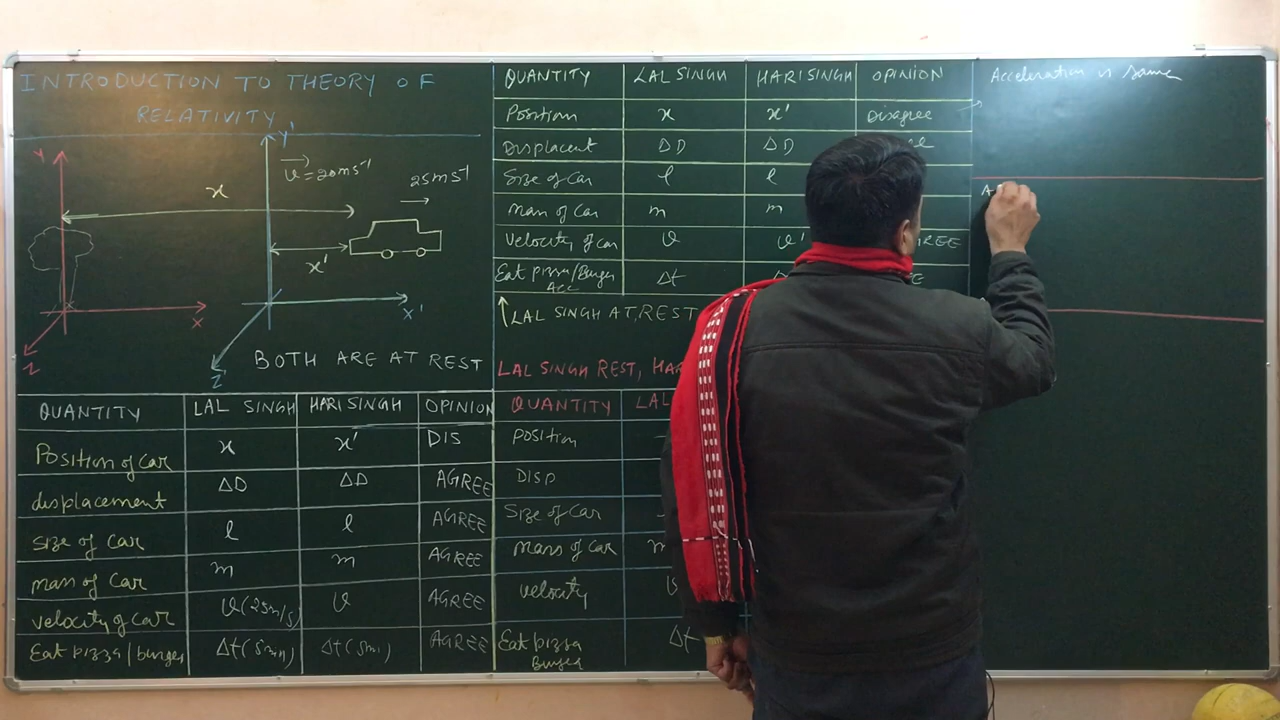 INTRODUCTION TO THEORY OF
RELATIVITY
Y
Y'
v = 20ms⁻¹
25ms⁻¹
x
x'
X
X'
Z
Z'
BOTH ARE AT REST
QUANTITY LAL SINGH HARI SINGH OPINION
Position of car x x' DIS
displacement ΔD ΔD AGREE
size of car l l AGREE
mass of car m m AGREE
velocity of car v (25m/s) v AGREE
Eat pizza/burger Δt Δt AGREE
QUANTITY LAL SINGH HARI SINGH OPINION
Position x x' Disagree
Displacent ΔD ΔD
Size of Car l l
Mass of Car m m
Velocity of car v v'
Eat pizza/Burger Δt
Acc
LAL SINGH AT REST
LAL SINGH REST,
QUANTITY
POSITION
DISP
Size of Car
Mass of Car
velocity
Eat pizza Δt
Burger
Acceleration is same